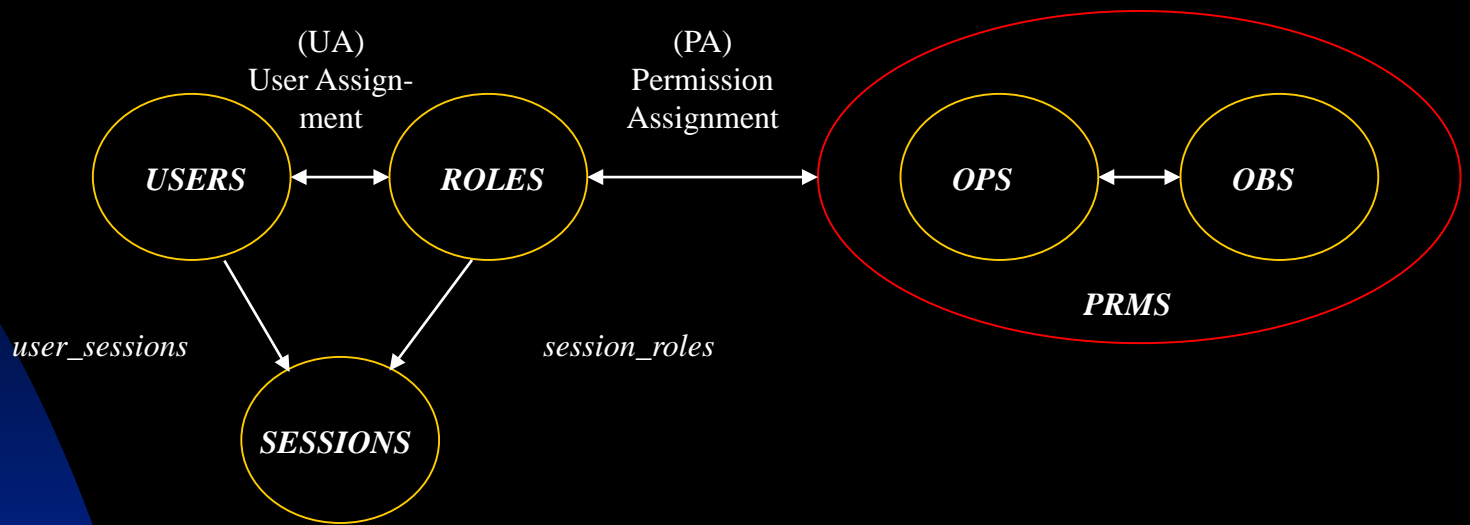 (UA)
User Assign-
ment
(PA)
Permission
Assignment
USERS
ROLES
OPS
OBS
PRMS
user_sessions
session_roles
SESSIONS